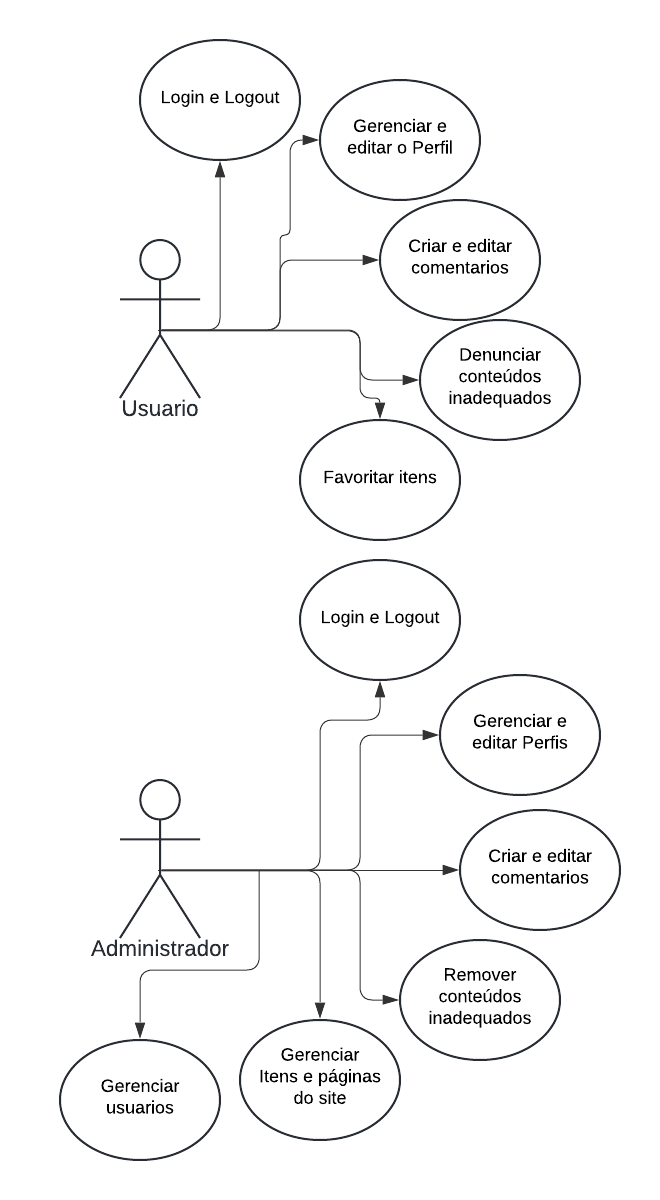 Login e Logout
Gerenciar e
editar o Perfil
Criar e editar
comentarios
Denunciar
conteúdos
inadequados
Usuario
Favoritar itens
Login e Logout
Gerenciar e
editar Perfis
Criar e editar
comentarios
Administrador
Remover
conteúdos
inadequados
Gerenciar
Itens e páginas
do site
Gerenciar
usuarios